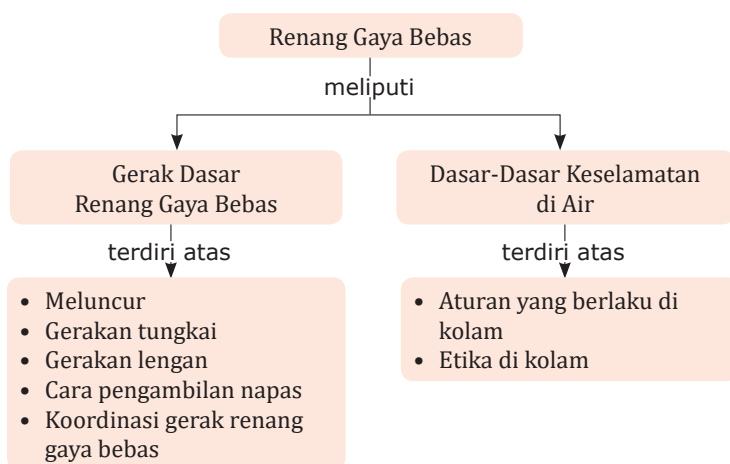 Renang Gaya Bebas
meliputi
Gerak Dasar
Renang Gaya Bebas
terdiri atas
• Meluncur
• Gerakan tungkai
• Gerakan lengan
• Cara pengambilan napas
• Koordinasi gerak renang
gaya bebas
Dasar-Dasar Keselamatan
di Air
terdiri atas
• Aturan yang berlaku di
kolam
• Etika di kolam